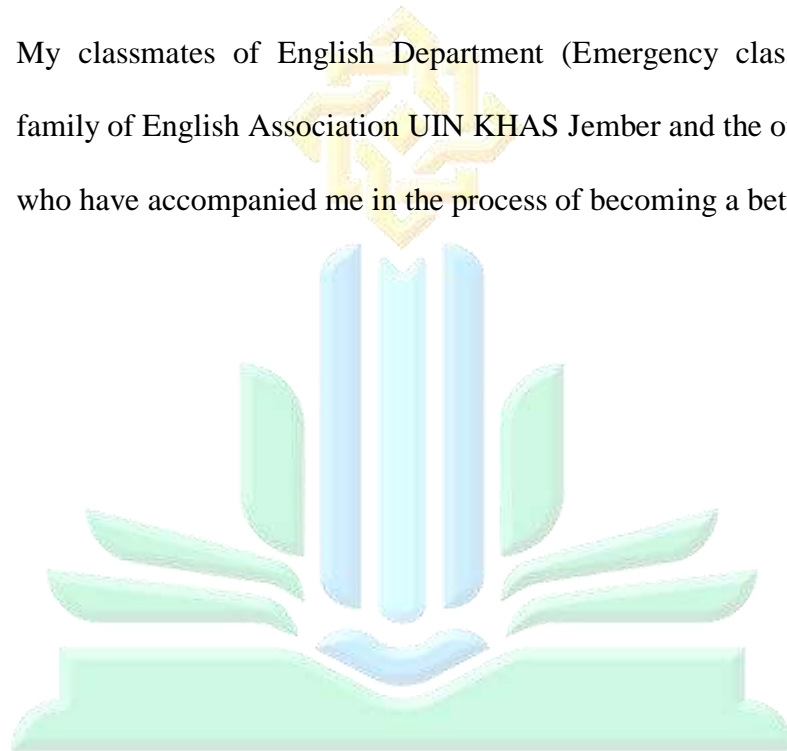 My classmates of English Department (Emergency clas
family of English Association UIN KHAS Jember and the o
who have accompanied me in the process of becoming a bet